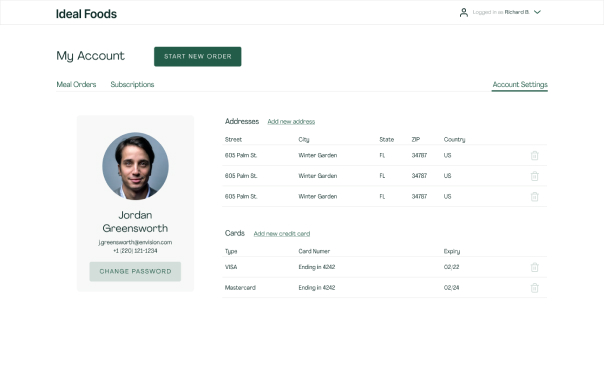 Ideal Foods
Logged in as Richard B.
My Account
START NEW ORDER
Meal Orders
Subscriptions
Account Settings
Addresses
Add new address
Street City State ZIP Country
605 Palm St. Winter Garden FL 34787 US
605 Palm St. Winter Garden FL 34787 US
605 Palm St. Winter Garden FL 34787 US
Jordan
Greensworth
j.greensworth@envision.com
+1 (220) 121-1234
CHANGE PASSWORD
Cards
Add new credit card
Type Card Numer Expiry
VISA Ending in 4242 02/22
Mastercard Ending in 4242 02/24